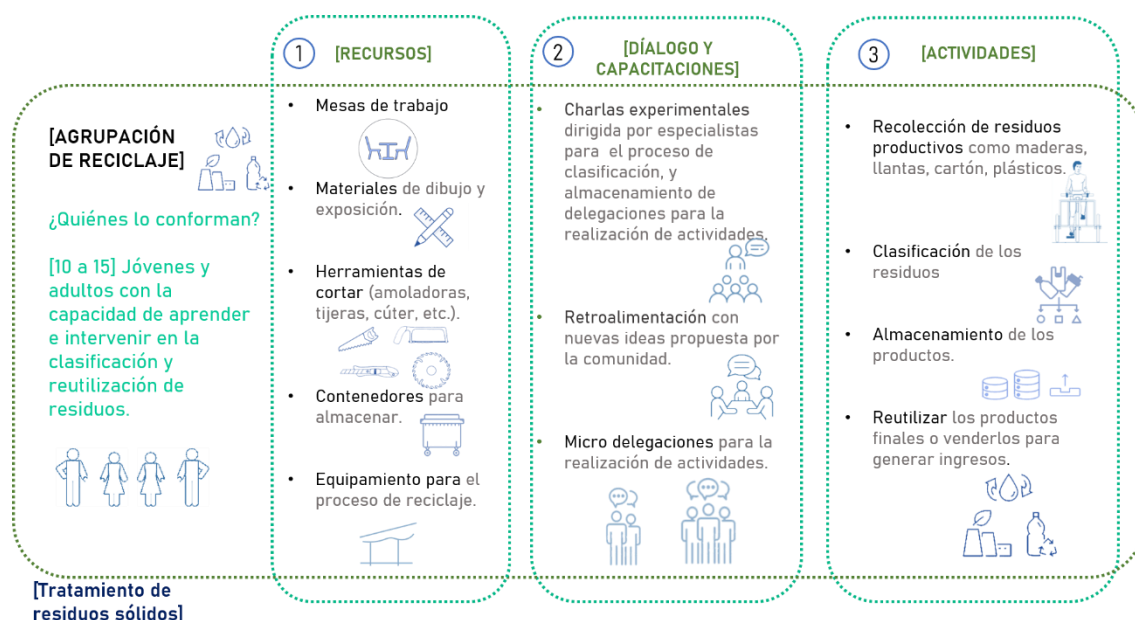 [AGRUPACIÓN
DE RECICLAJE]
¿Quiénes lo conforman?
[10 a 15] Jóvenes y
adultos con la
capacidad de aprender
e intervenir en la
clasificación y
reutilización de
residuos.
[Tratamiento de
residuos sólidos]
1 [RECURSOS]
• Mesas de trabajo
• Materiales de dibujo y
exposición.
• Herramientas de
cortar (amoladoras,
tijeras, cúter, etc.).
• Contenedores para
almacenar.
• Equipamiento para el
proceso de reciclaje.
2 [DÍALOGO Y
CAPACITACIONES]
• Charlas experimentales
dirigida por especialistas
para el proceso de
clasificación, y
almacenamiento de
delegaciones para la
realización de actividades.
• Retroalimentación con
nuevas ideas propuesta por
la comunidad.
• Micro delegaciones para la
realización de actividades.
3 [ACTIVIDADES]
• Recolección de residuos
productivos como maderas,
llantas, cartón, plásticos.
• Clasificación de los
residuos
• Almacenamiento de los
productos.
• Reutilizar los productos
finales o venderlos para
generar ingresos.